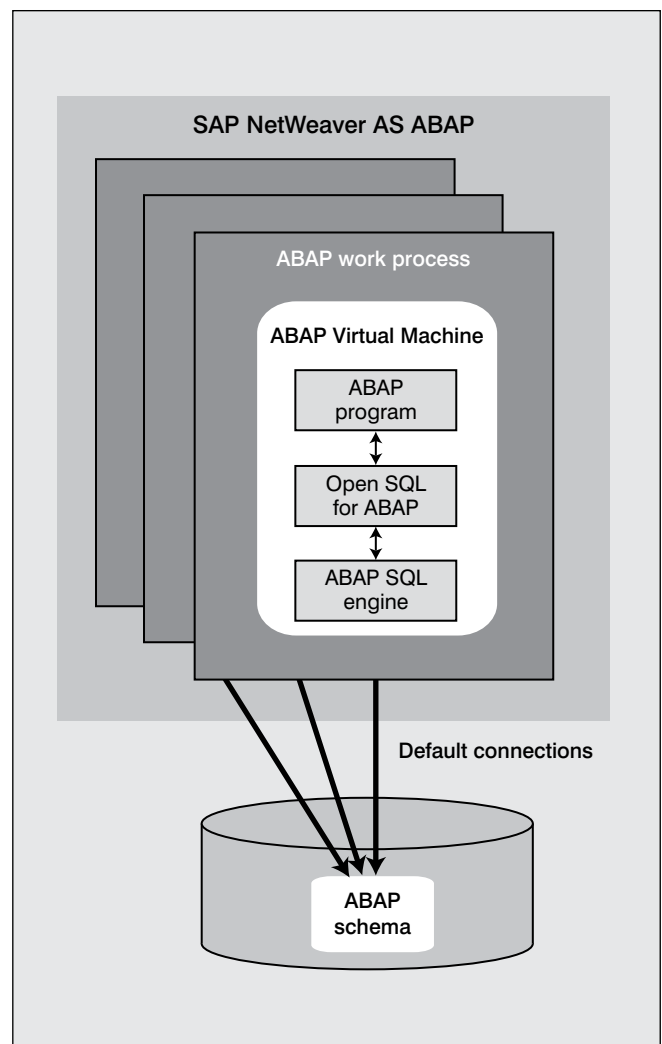 SAP NetWeaver AS ABAP
ABAP work process
ABAP Virtual Machine
ABAP
program
Open SQL
for ABAP
ABAP SQL
engine
Default connections
ABAP
schema